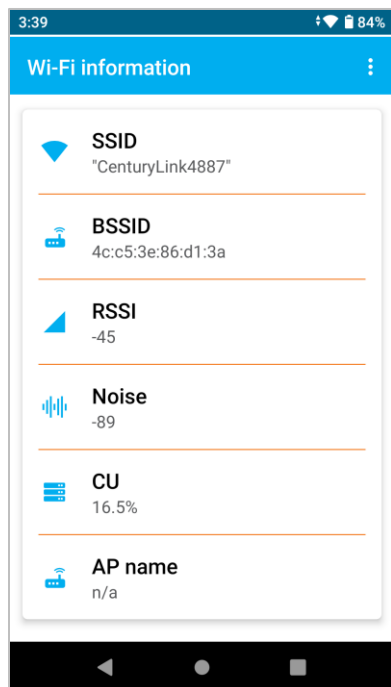 3:39 84%
Wi-Fi information
SSID
"CenturyLink4887"
BSSID
4c:c5:3e:86:d1:3a
RSSI
-45
Noise
-89
CU
16.5%
AP name
n/a